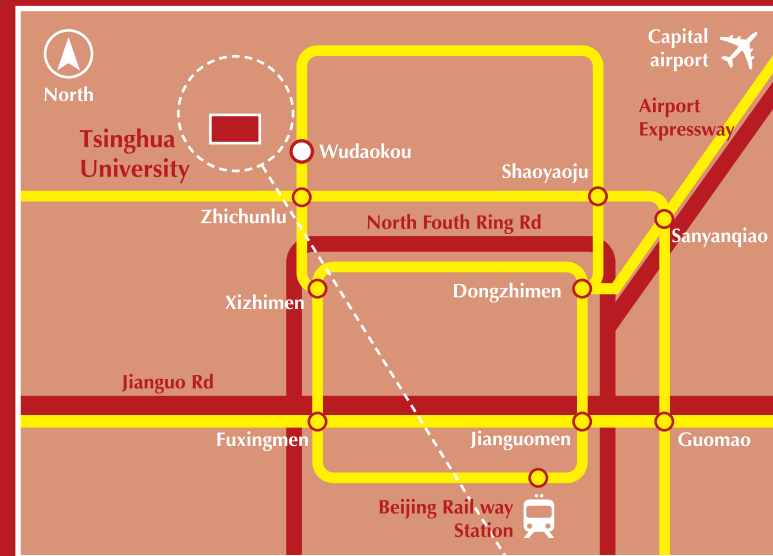 Capital
airport
North
Airport
Expressway
Tsinghua
University
Wudaokou
Shaoyaoju
Zhichunlu
North Fouth Ring Rd
Sanyanqiao
Xizhimen
Dongzhimen
Jianguo Rd
Fuxingmen
Jianguomen
Guomao
Beijing Rail way
Station